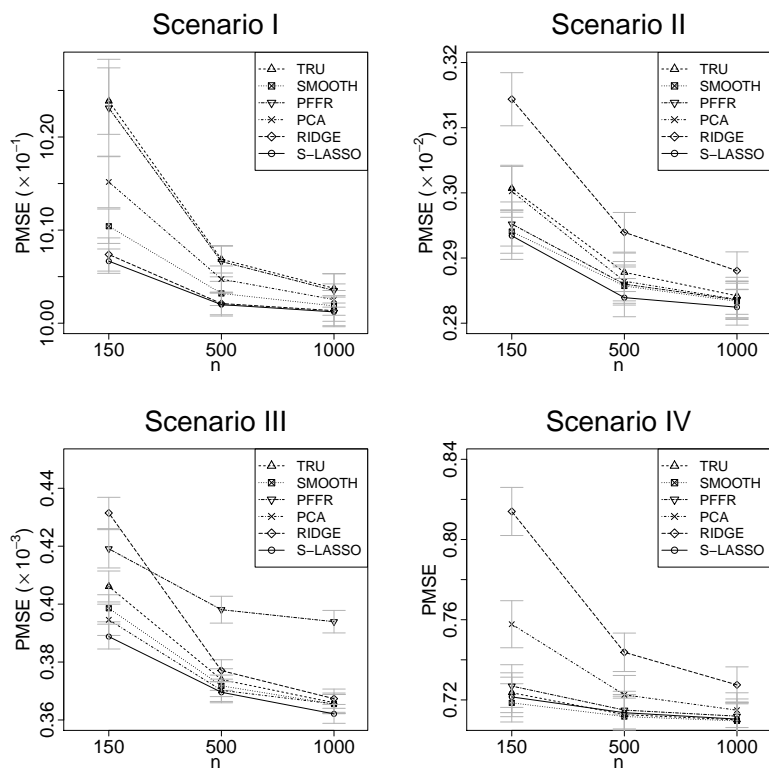 Scenario I
PMSE (× 10⁻¹)
10.00
10.10
10.20
150
500
1000
n
TRU
SMOOTH
PFFR
PCA
RIDGE
S−LASSO
Scenario II
PMSE (× 10⁻²)
0.28
0.29
0.30
0.31
0.32
150
500
1000
n
TRU
SMOOTH
PFFR
PCA
RIDGE
S−LASSO
Scenario III
PMSE (× 10⁻³)
0.36
0.38
0.40
0.42
0.44
150
500
1000
n
TRU
SMOOTH
PFFR
PCA
RIDGE
S−LASSO
Scenario IV
PMSE
0.72
0.76
0.80
0.84
150
500
1000
n
TRU
SMOOTH
PFFR
PCA
RIDGE
S−LASSO